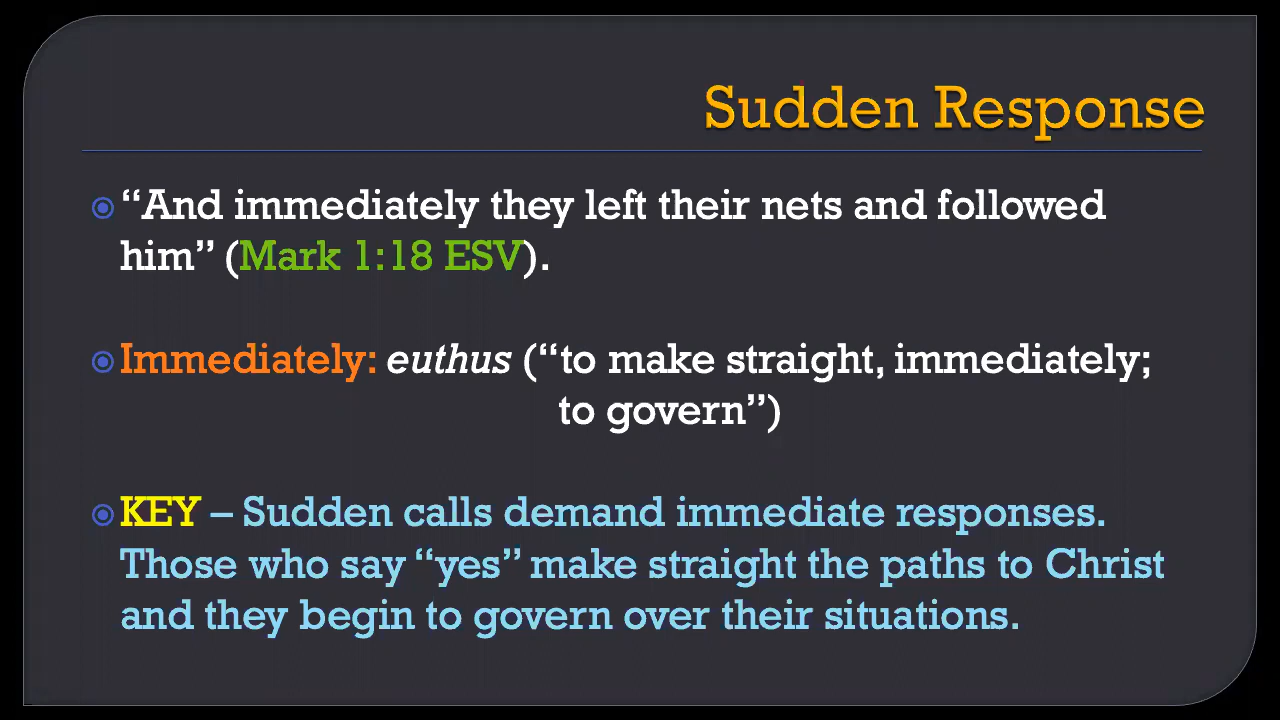 Sudden Response
“And immediately they left their nets and followed
him” (Mark 1:18 ESV).
Immediately: euthus (“to make straight, immediately;
to govern”)
KEY – Sudden calls demand immediate responses.
Those who say “yes” make straight the paths to Christ
and they begin to govern over their situations.